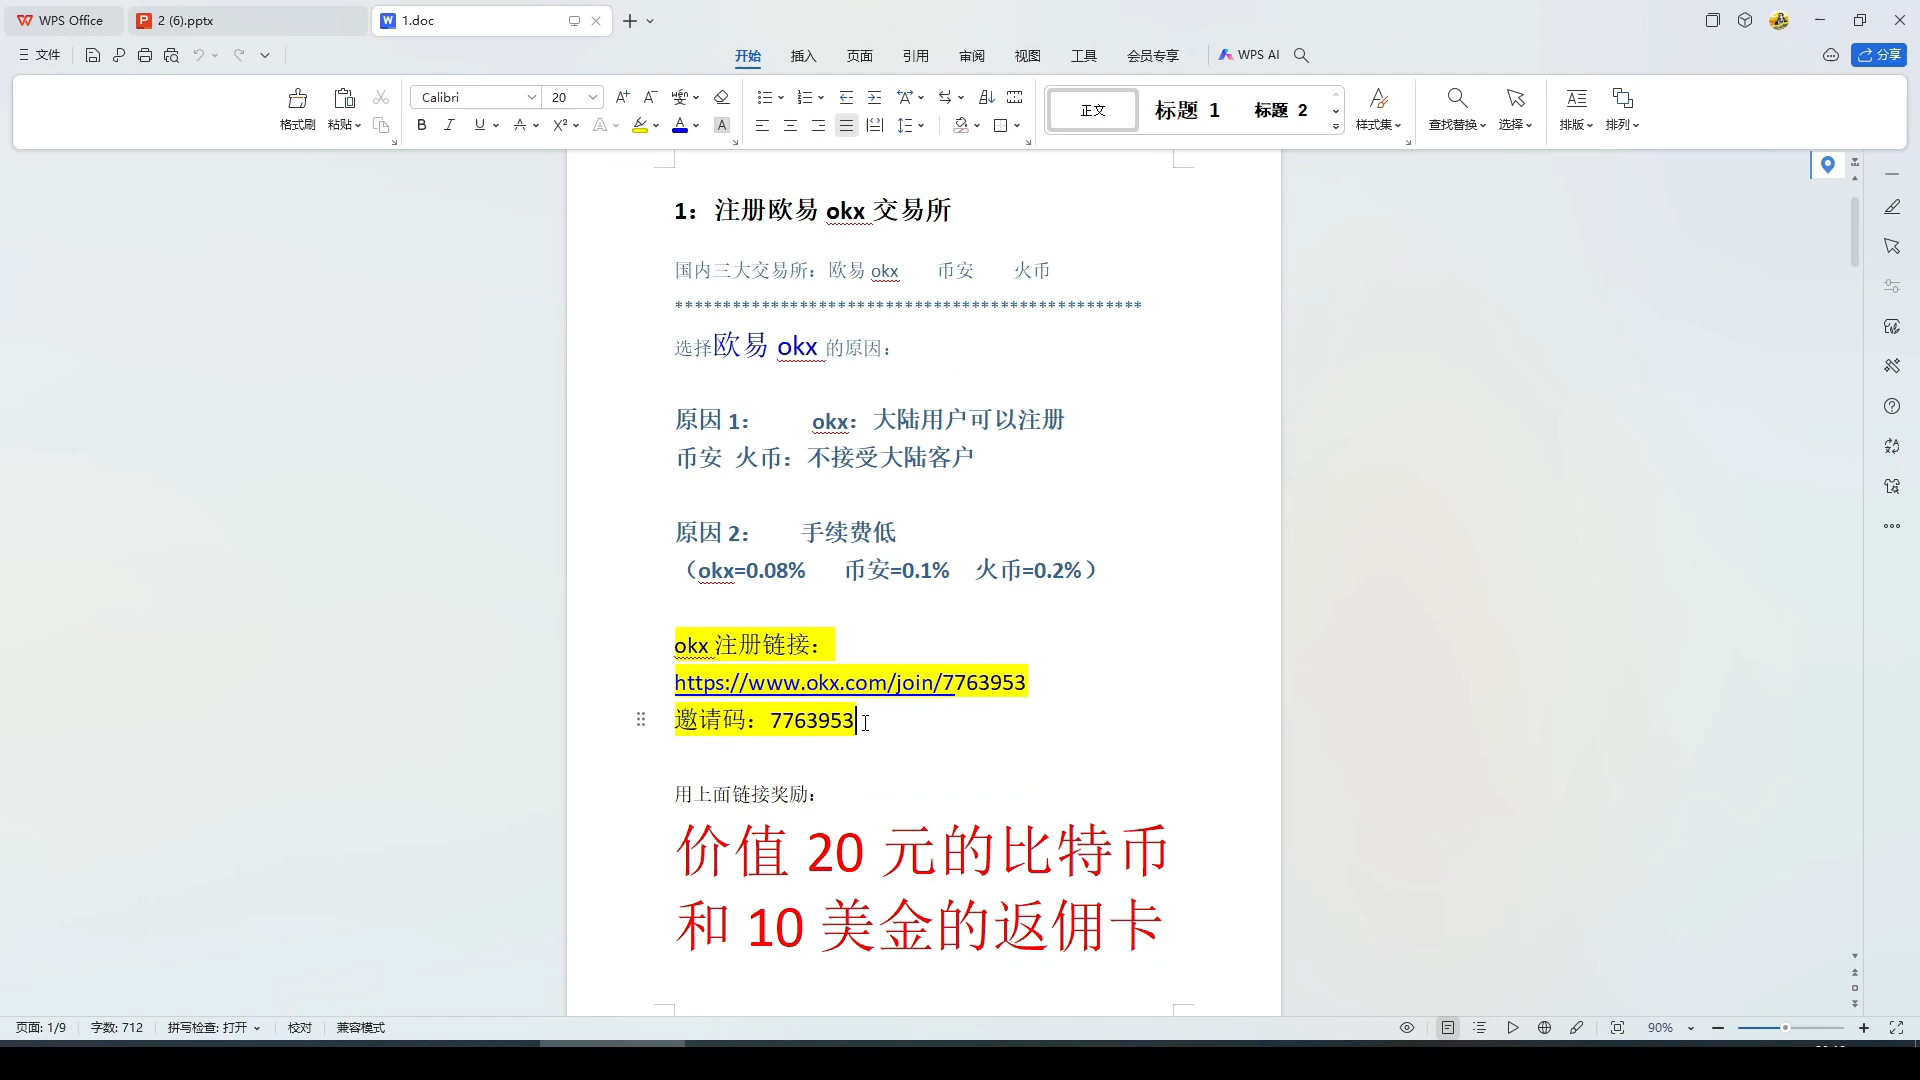 WPS Office
2 (6).pptx
1.doc
文件
开始
插入
页面
引用
审阅
视图
工具
会员专享
WPS AI
分享
格式刷
粘贴
Calibri
20
正文
标题 1
标题 2
样式集
查找替换
选择
排版
排列
1：注册欧易 okx 交易所
国内三大交易所：欧易 okx 币安 火币
************************************************
选择欧易 okx 的原因：
原因 1： okx：大陆用户可以注册
币安 火币：不接受大陆客户
原因 2： 手续费低
（okx=0.08% 币安=0.1% 火币=0.2%）
okx 注册链接：
https://www.okx.com/join/7763953
邀请码：7763953
用上面链接奖励：
价值 20 元的比特币
和 10 美金的返佣卡
页面: 1/9
字数: 712
拼写检查: 打开
校对
兼容模式
90%